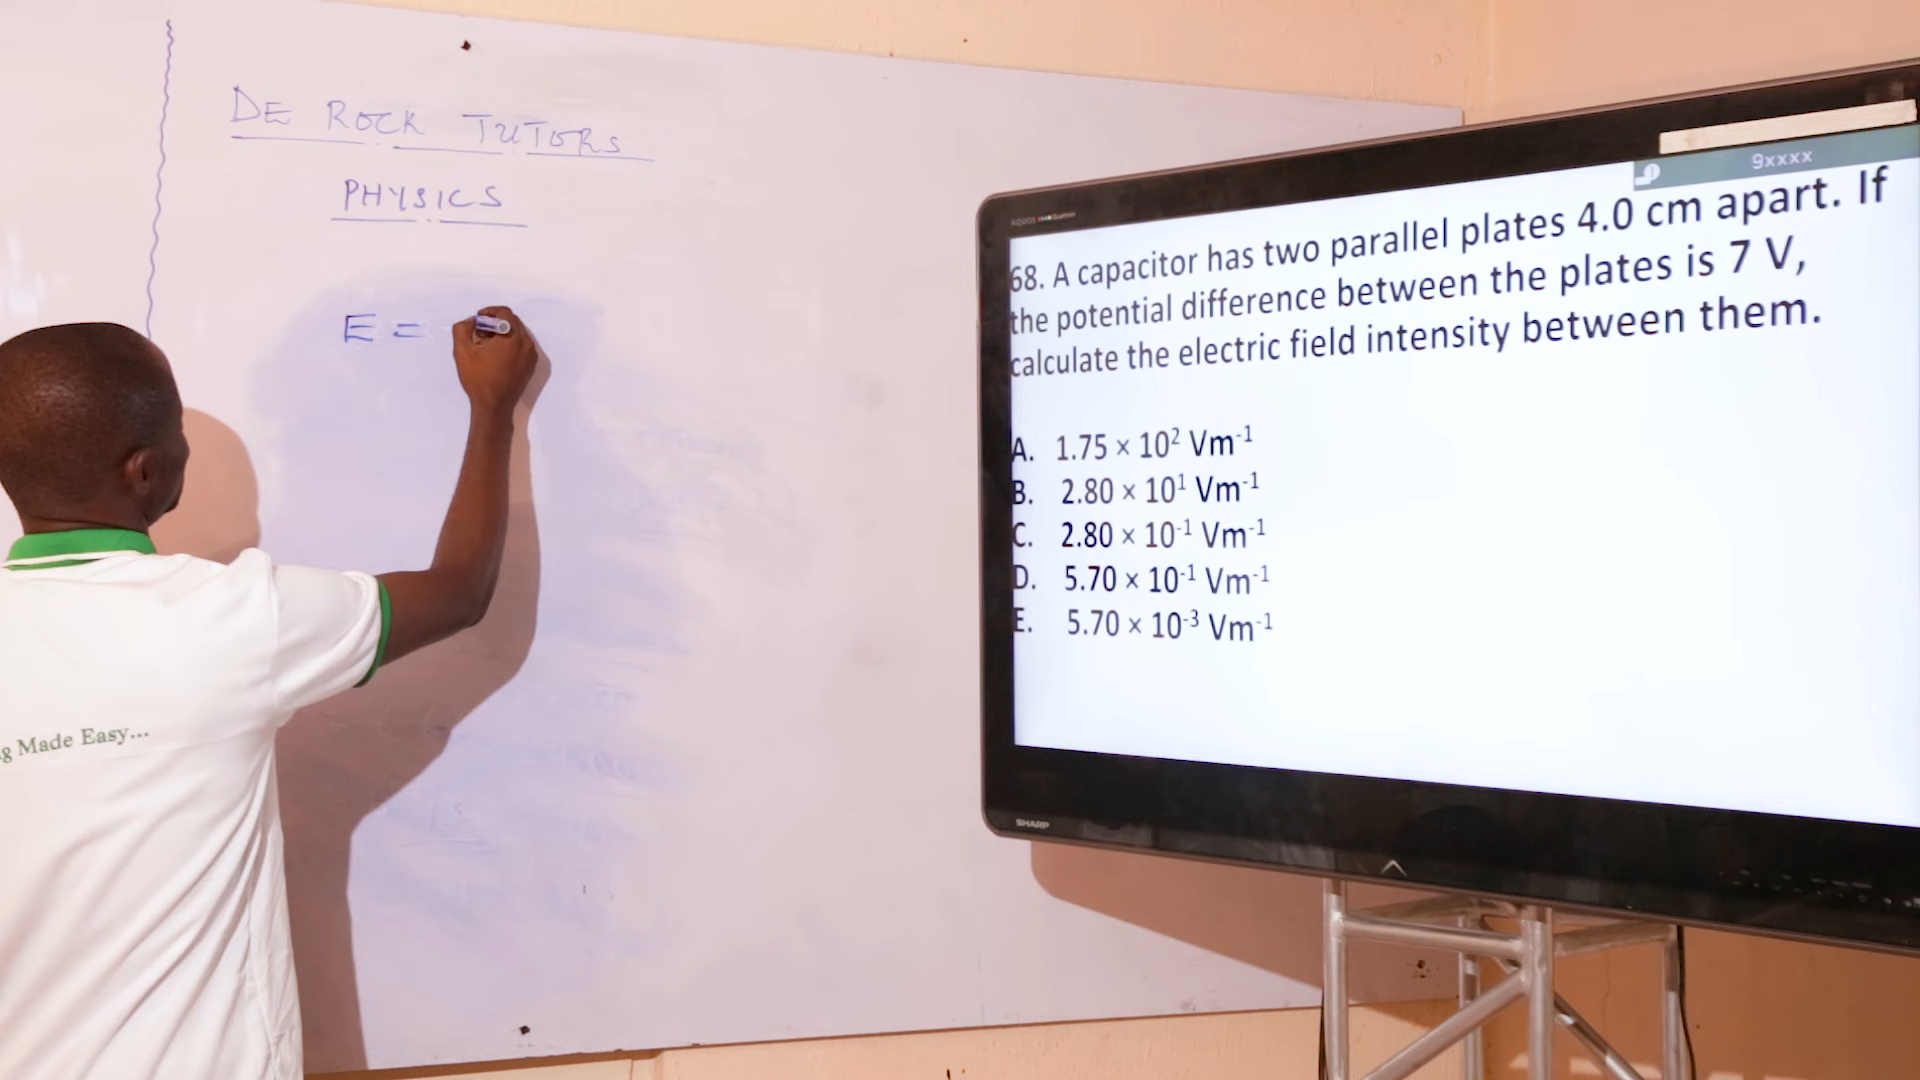 DE ROCK TUTORS
PHYSICS
E =
g Made Easy...
AQUOS
9xxxx
68. A capacitor has two parallel plates 4.0 cm apart. If
the potential difference between the plates is 7 V,
calculate the electric field intensity between them.
A. 1.75 × 10² Vm⁻¹
B. 2.80 × 10¹ Vm⁻¹
C. 2.80 × 10⁻¹ Vm⁻¹
D. 5.70 × 10⁻¹ Vm⁻¹
E. 5.70 × 10⁻³ Vm⁻¹
SHARP